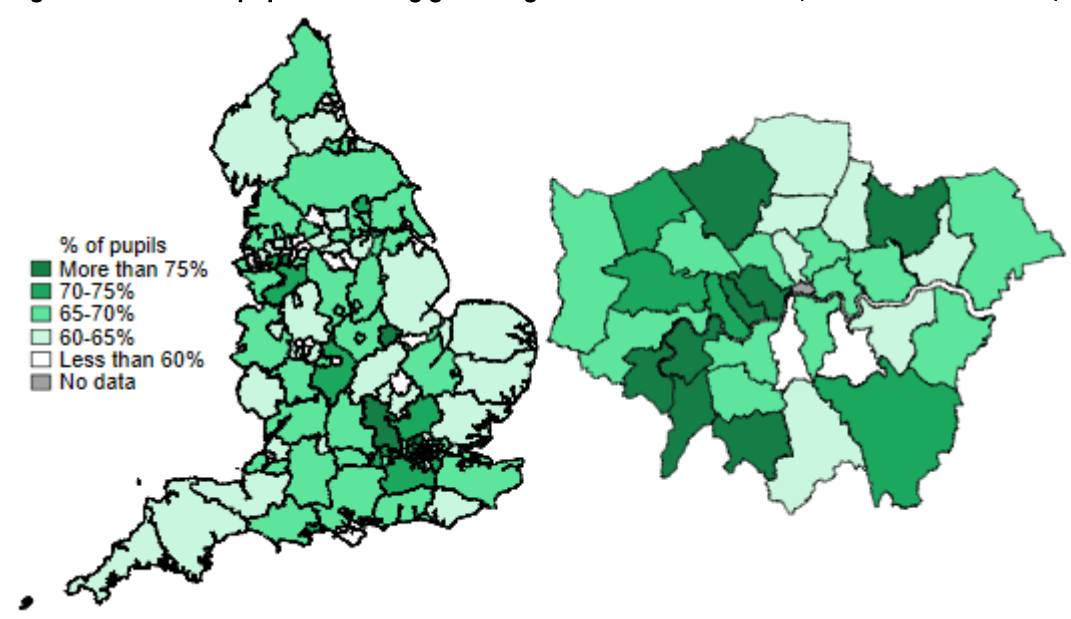 % of pupils
More than 75%
70-75%
65-70%
60-65%
Less than 60%
No data